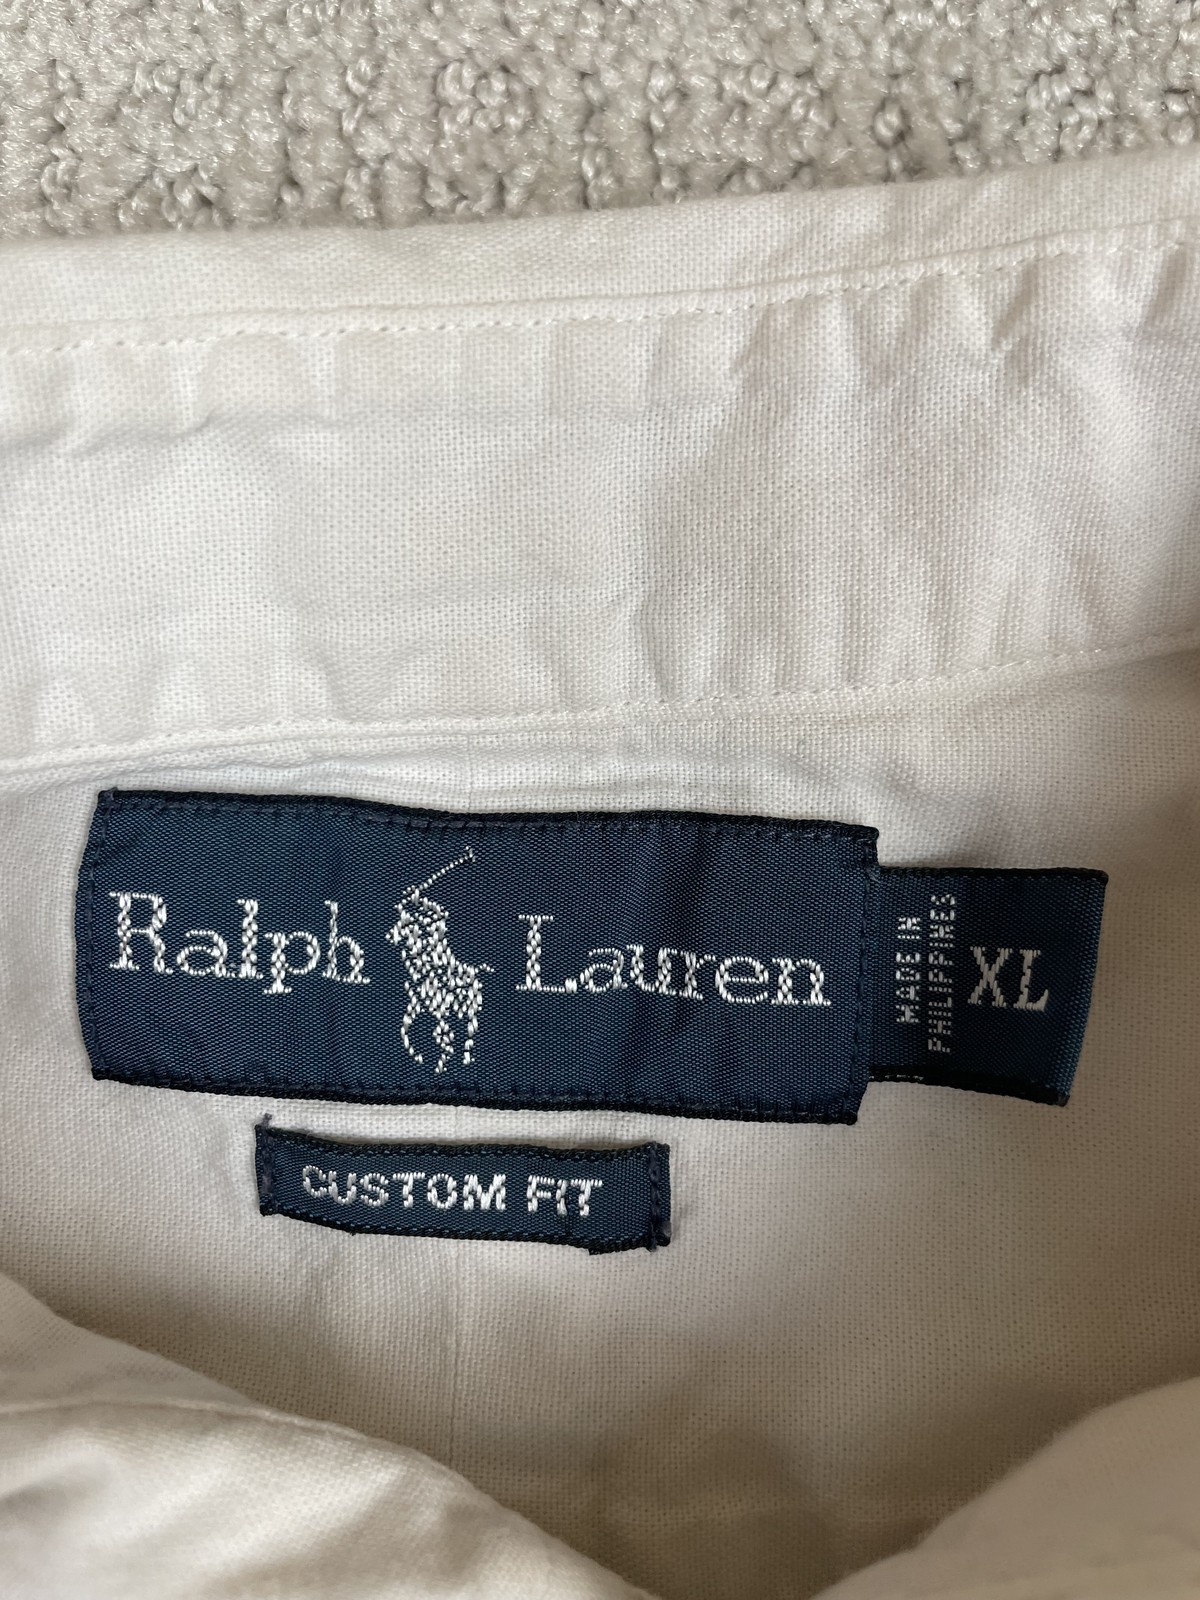 Ralph Lauren
MADE IN
PHILIPPINES
XL
CUSTOM FIT